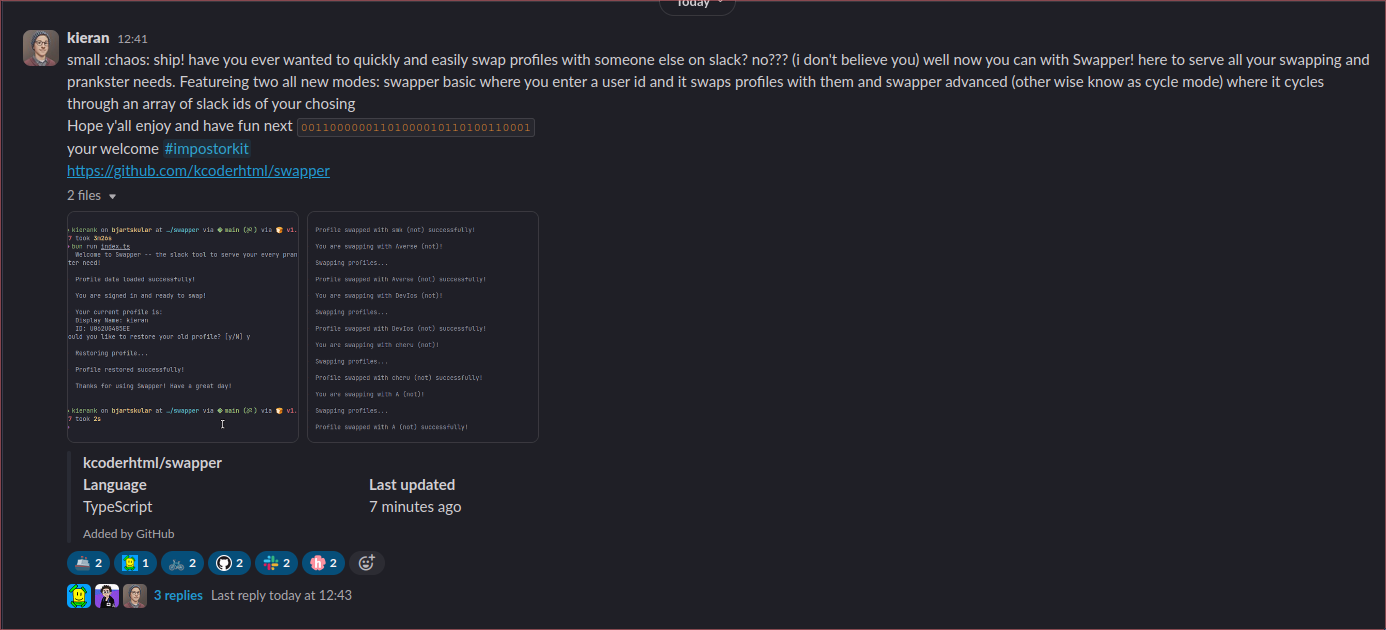 Today
kieran 12:41
small :chaos: ship! have you ever wanted to quickly and easily swap profiles with someone else on slack? no??? (i don't believe you) well now you can with Swapper! here to serve all your swapping and
prankster needs. Featureing two all new modes: swapper basic where you enter a user id and it swaps profiles with them and swapper advanced (other wise know as cycle mode) where it cycles
through an array of slack ids of your chosing
Hope y'all enjoy and have fun next 00110000001101000010110100110001
your welcome #impostorkit
https://github.com/kcoderhtml/swapper
2 files
kierank on bjartskular at …/swapper via main () via v1.
7 took 3m26s
bun run index.ts
Welcome to Swapper -- the slack tool to serve your every pran
ter need!
Profile data loaded successfully!
You are signed in and ready to swap!
Your current profile is:
Display Name: kieran
ID: U062UG485EE
ould you like to restore your old profile? [y/N] y
Restoring profile...
Profile restored successfully!
Thanks for using Swapper! Have a great day!
kierank on bjartskular at …/swapper via main () via v1.
7 took 2s
Profile swapped with smm (not) successfully!
You are swapping with Averse (not)!
Swapping profiles...
Profile swapped with Averse (not) successfully!
You are swapping with DevIos (not)!
Swapping profiles...
Profile swapped with DevIos (not) successfully!
You are swapping with cheru (not)!
Swapping profiles...
Profile swapped with cheru (not) successfully!
You are swapping with A (not)!
Swapping profiles...
Profile swapped with A (not) successfully!
kcoderhtml/swapper
Language Last updated
TypeScript 7 minutes ago
Added by GitHub
2 1 2 2 2 2
3 replies Last reply today at 12:43